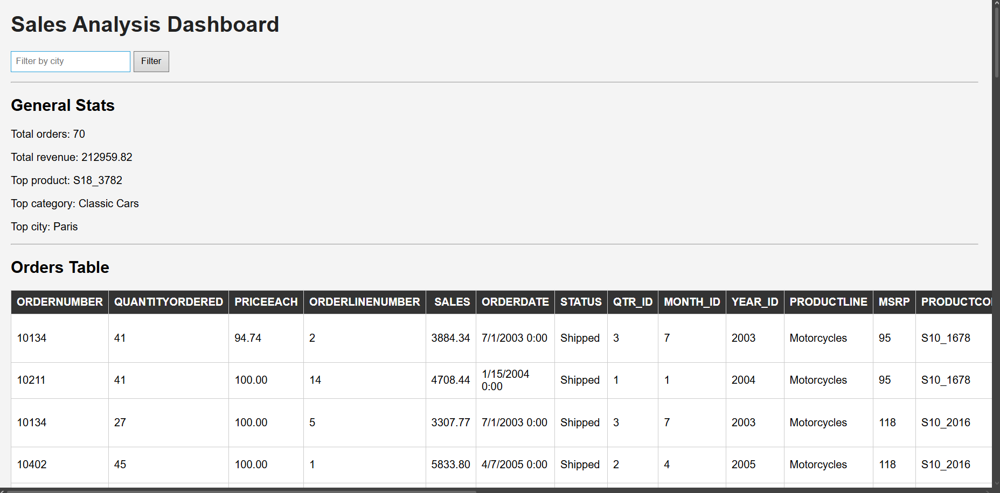 Sales Analysis Dashboard
Filter by city Filter
General Stats
Total orders: 70
Total revenue: 212959.82
Top product: S18_3782
Top category: Classic Cars
Top city: Paris
Orders Table
ORDERNUMBER QUANTITYORDERED PRICEEACH ORDERLINENUMBER SALES ORDERDATE STATUS QTR_ID MONTH_ID YEAR_ID PRODUCTLINE MSRP
10134 41 94.74 2 3884.34 7/1/2003 0:00 Shipped 3 7 2003 Motorcycles 95 S10_1678
10211 41 100.00 14 4708.44 1/15/2004 0:00 Shipped 1 1 2004 Motorcycles 95 S10_1678
10134 27 100.00 5 3307.77 7/1/2003 0:00 Shipped 3 7 2003 Motorcycles 118 S10_2016
10402 45 100.00 1 5833.80 4/7/2005 0:00 Shipped 2 4 2005 Motorcycles 118 S10_2016